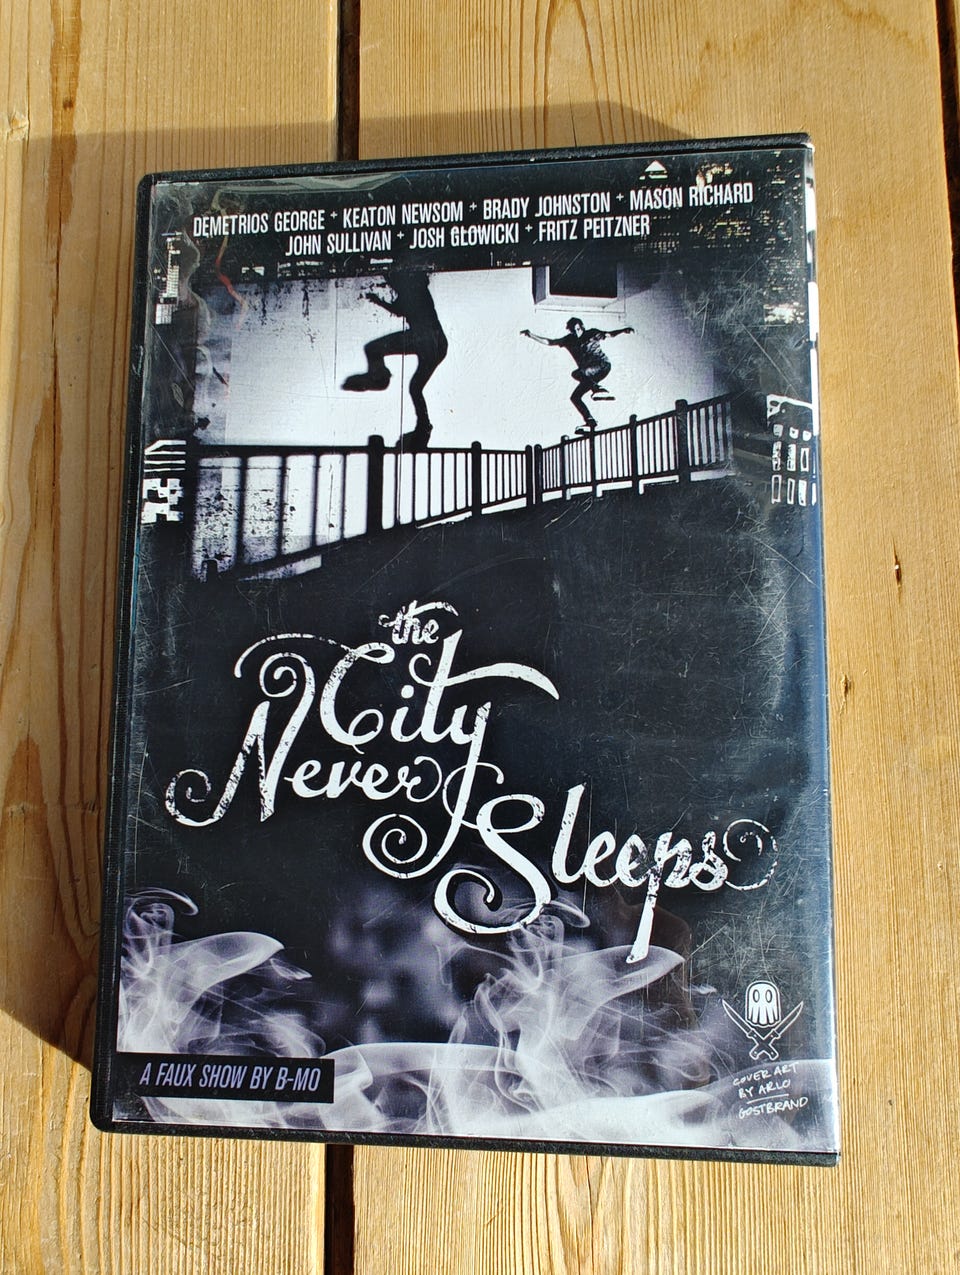 DEMETRIOS GEORGE + KEATON NEWSOM + BRADY JOHNSTON + MASON RICHARD
JOHN SULLIVAN + JOSH GLOWICKI + FRITZ PEITZNER
the
City
Never
Sleeps
A FAUX SHOW BY B-MO
COVER ART
BY ARLO
GOSTBRAND